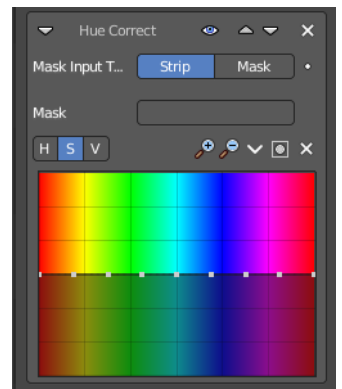 Hue Correct
Mask Input T... Strip Mask
Mask
H S V